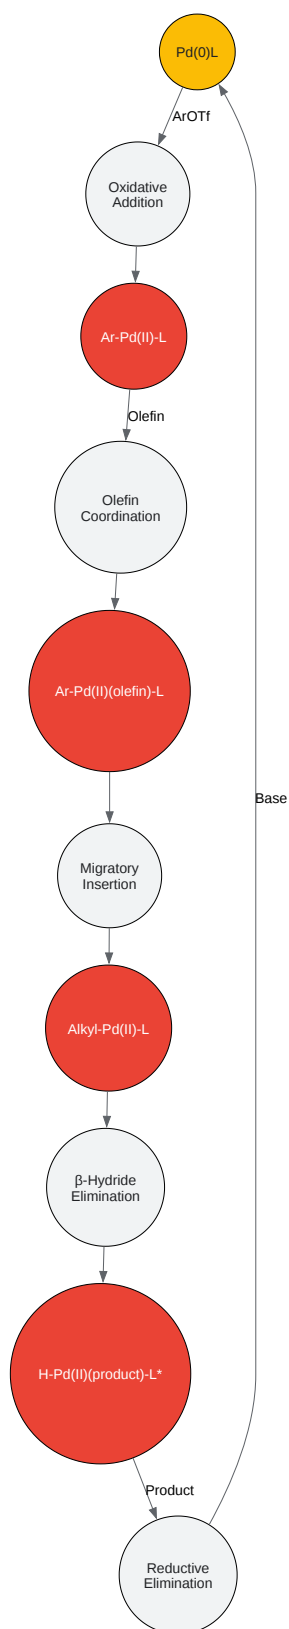 Pd(0)L
ArOTf
Oxidative
Addition
Ar-Pd(II)-L
Olefin
Olefin
Coordination
Ar-Pd(II)(olefin)-L
Base
Migratory
Insertion
Alkyl-Pd(II)-L
β-Hydride
Elimination
H-Pd(II)(product)-L*
Product
Reductive
Elimination